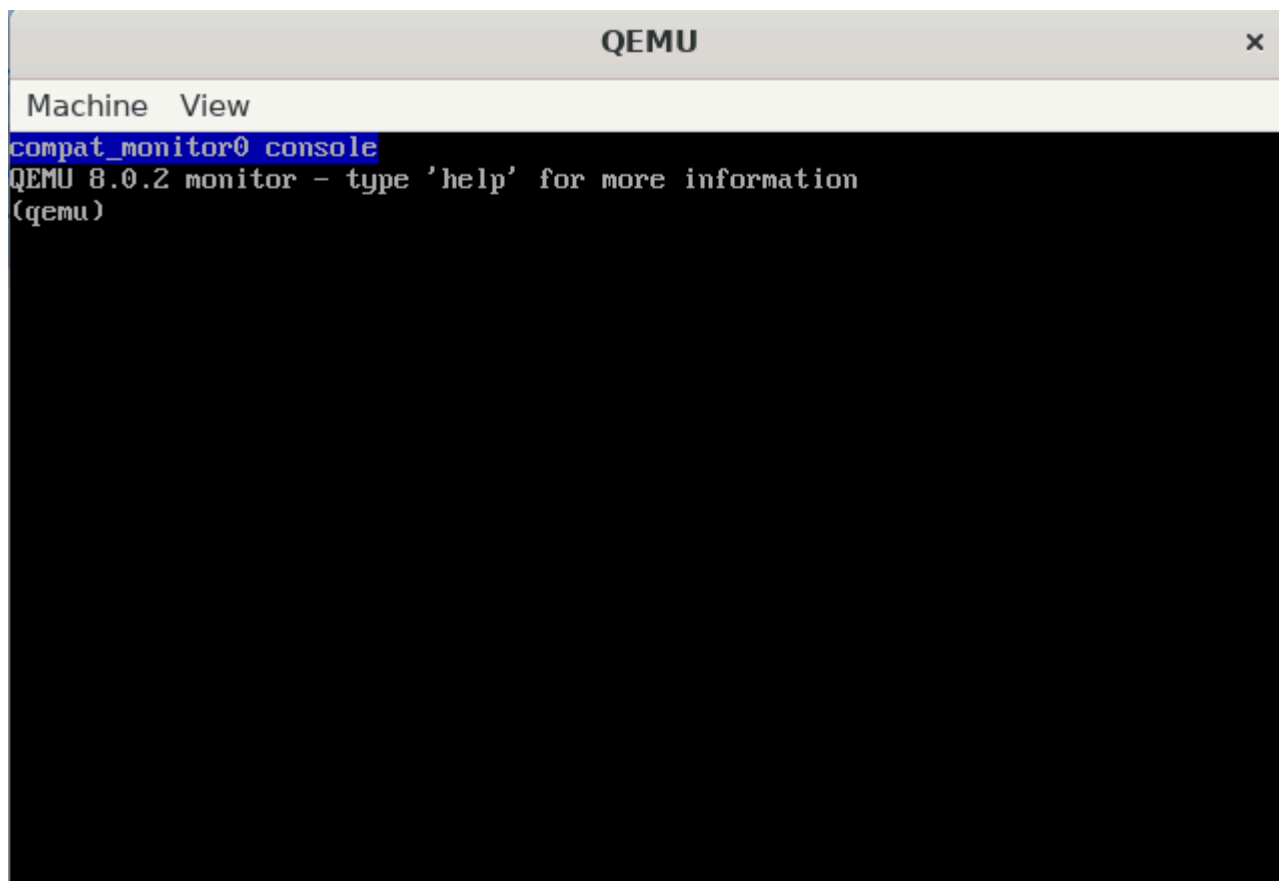 QEMU ×
Machine View
compat_monitor0 console
QEMU 8.0.2 monitor - type 'help' for more information
(qemu)